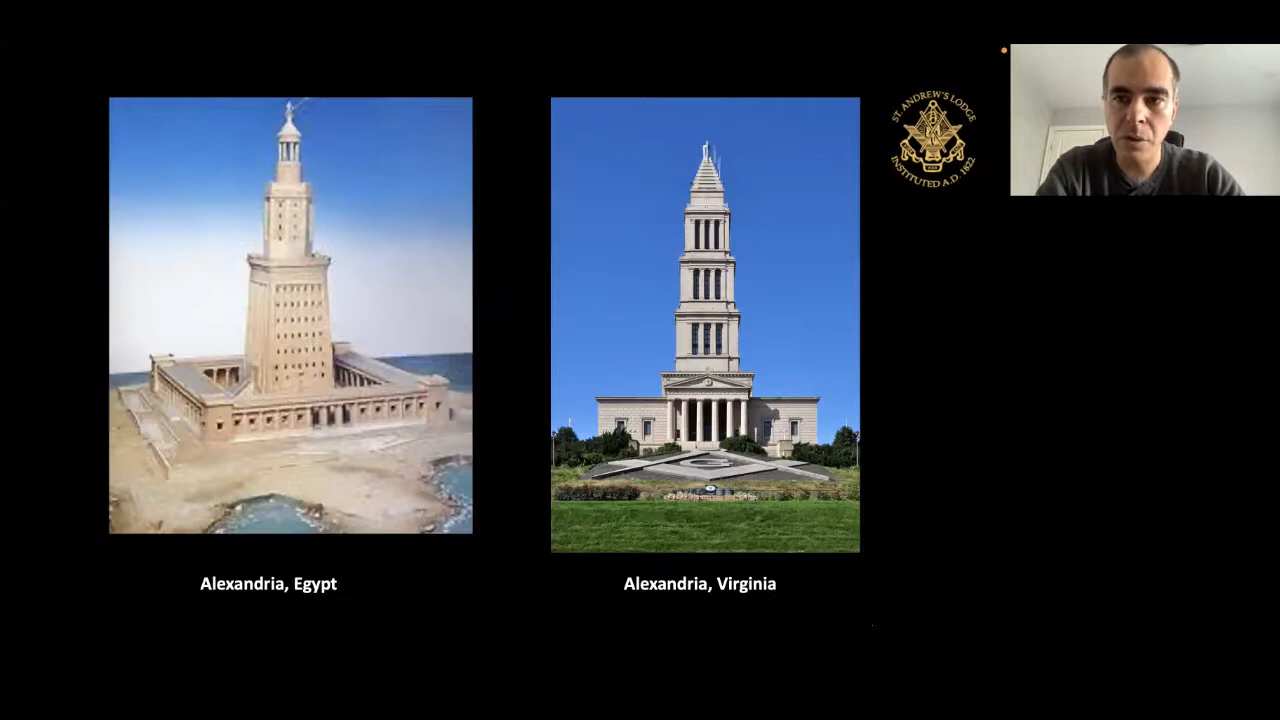 ST. ANDREW'S LODGE
INSTITUTED A.D. 1822
Alexandria, Egypt
Alexandria, Virginia